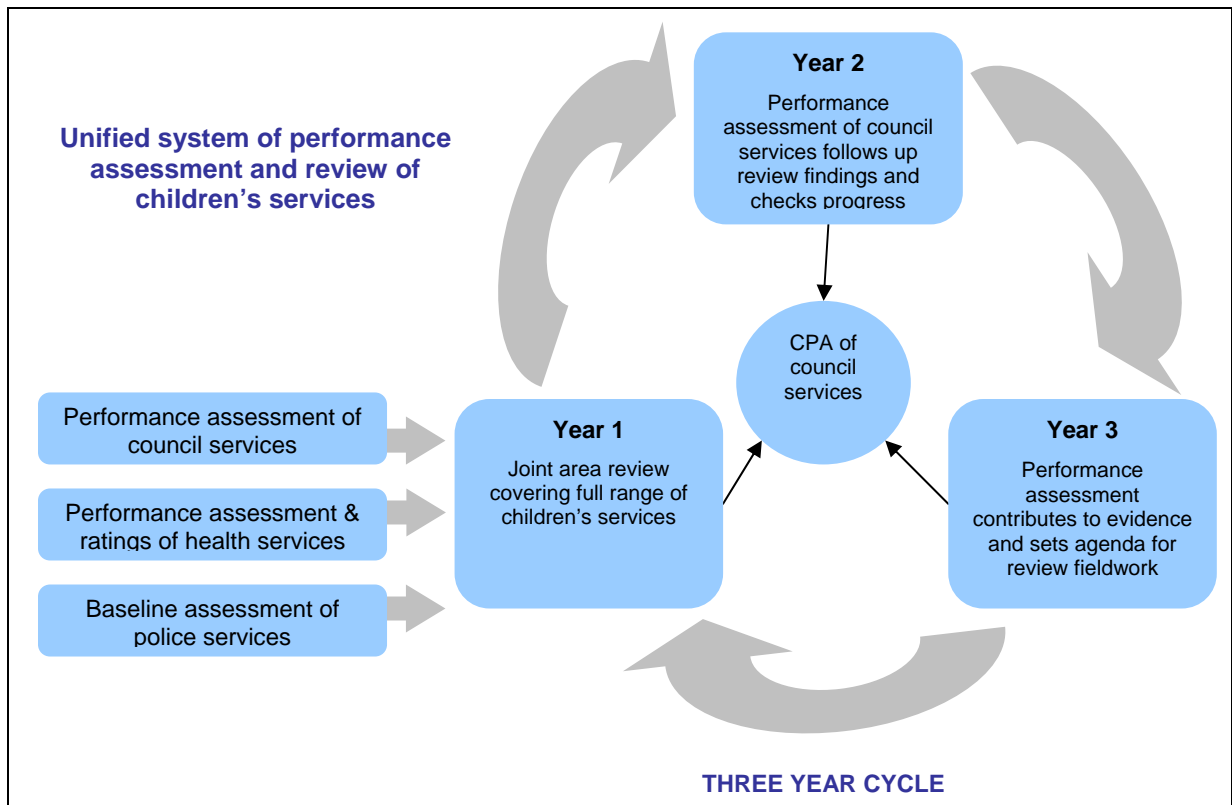 Unified system of performance
assessment and review of
children's services
Year 2
Performance
assessment of council
services follows up
review findings and
checks progress
CPA of
council
services
Performance assessment of
council services
Performance assessment &
ratings of health services
Baseline assessment of
police services
Year 1
Joint area review
covering full range of
children's services
Year 3
Performance
assessment
contributes to evidence
and sets agenda for
review fieldwork
THREE YEAR CYCLE